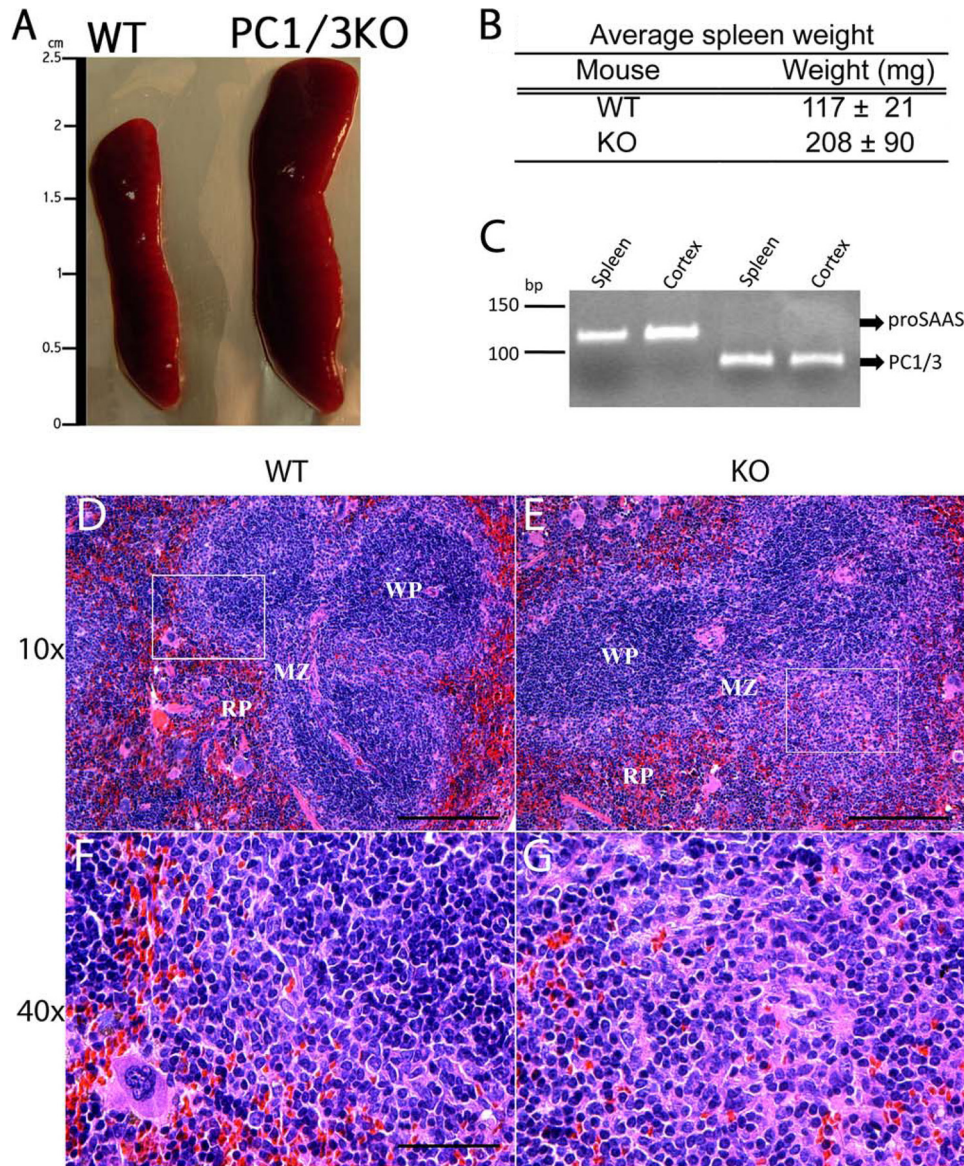 A
cm
WT
PC1/3KO
2.5
2
1.5
1
0.5
0
B
Average spleen weight
Mouse Weight (mg)
WT 117 ± 21
KO 208 ± 90
C
Spleen Cortex Spleen Cortex
bp
150
100
proSAAS
PC1/3
WT KO
10x
D
WP
MZ
RP
E
WP
MZ
RP
40x
F
G